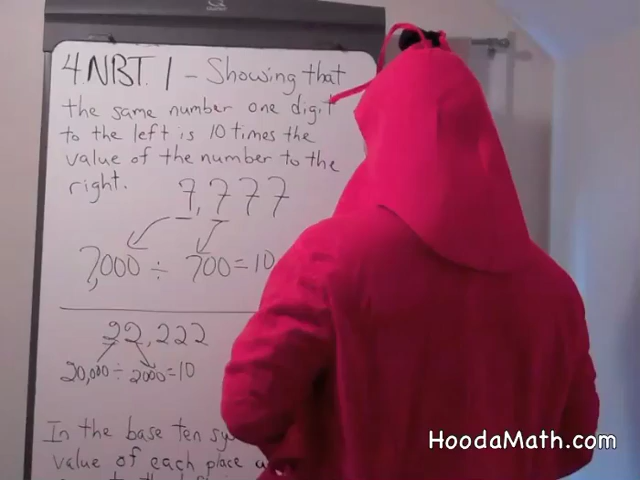 4.NBT.1 - Showing that
the same number one digit
to the left is 10 times the
value of the number to the
right.
7,777
7,000 ÷ 700=10
22,222
20,000 ÷ 2000=10
In the base ten
value of each place
HoodaMath.com